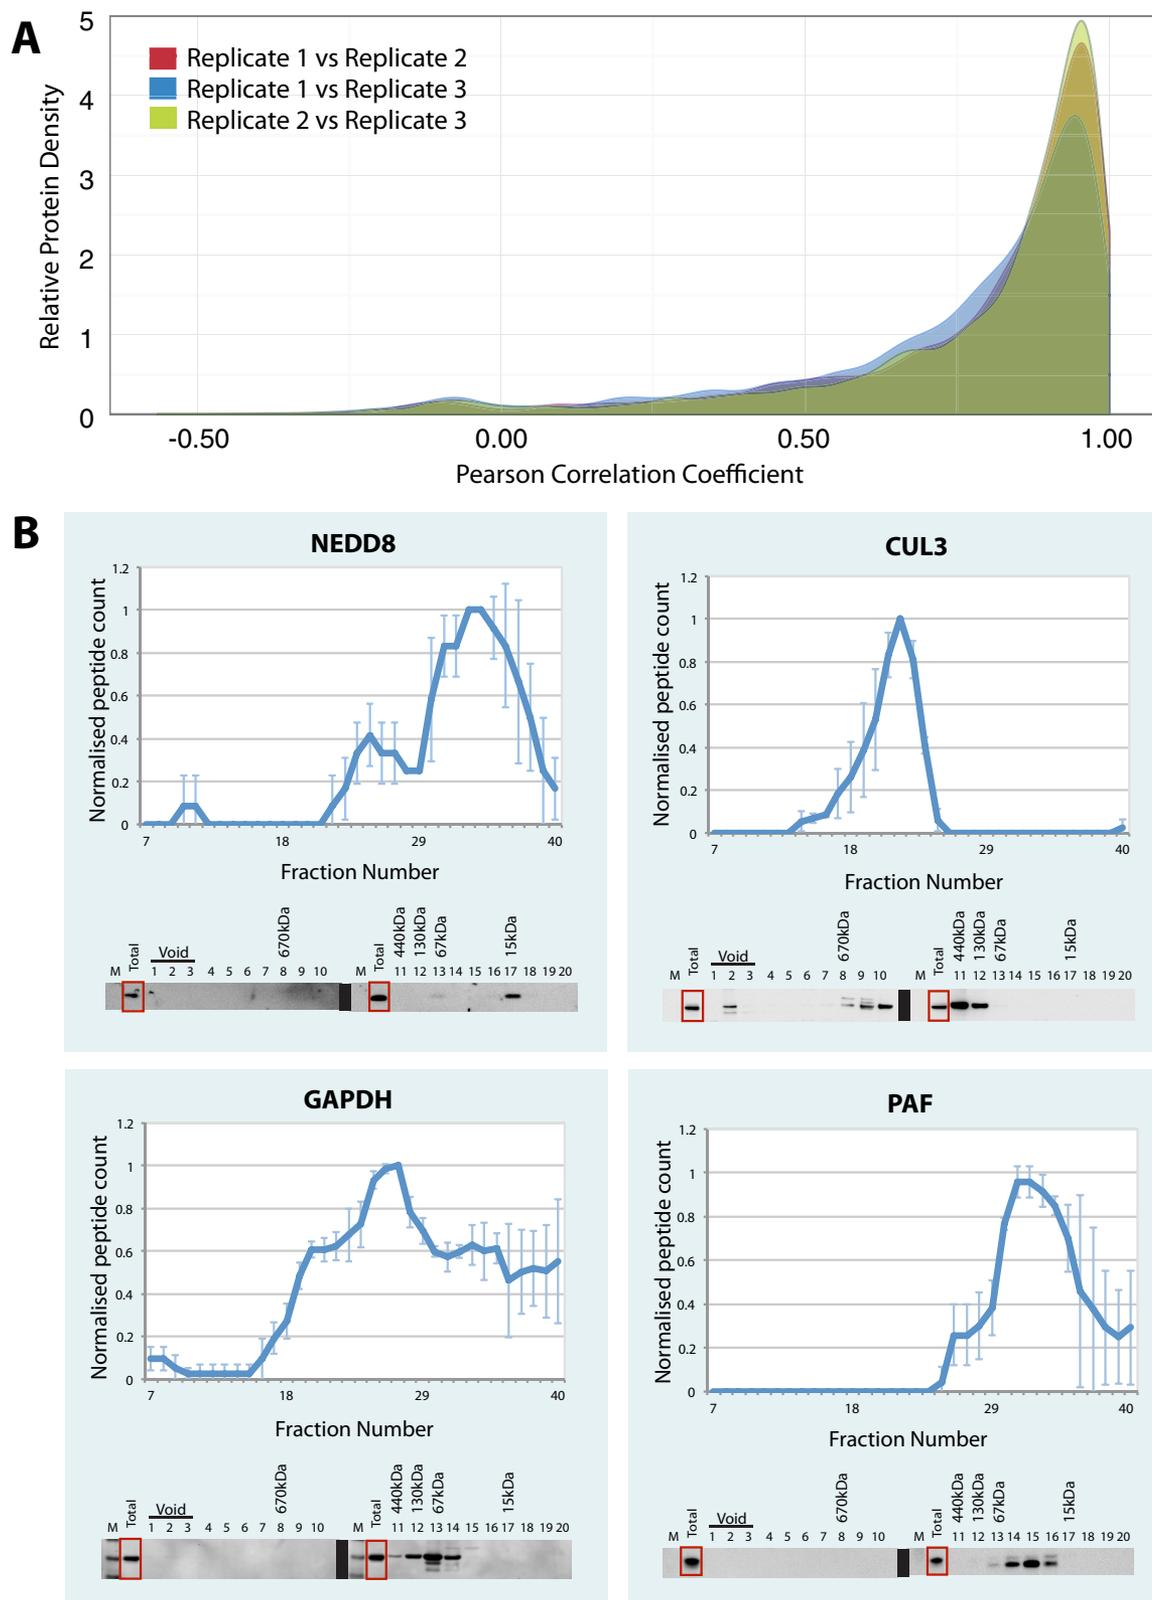 A
5
4
3
2
1
0
Relative Protein Density
Replicate 1 vs Replicate 2
Replicate 1 vs Replicate 3
Replicate 2 vs Replicate 3
-0.50 0.00 0.50 1.00
Pearson Correlation Coefficient
B
NEDD8
Normalised peptide count
1.2
1
0.8
0.6
0.4
0.2
0
7 18 29 40
Fraction Number
670kDa 440kDa 130kDa 67kDa 15kDa
Void
M Total 1 2 3 4 5 6 7 8 9 10 Total 11 12 13 14 15 16 17 18 19 20
CUL3
Normalised peptide count
1.2
1
0.8
0.6
0.4
0.2
0
7 18 29 40
Fraction Number
670kDa 440kDa 130kDa 67kDa 15kDa
Void
M Total 1 2 3 4 5 6 7 8 9 10 M Total 11 12 13 14 15 16 17 18 19 20
GAPDH
Normalised peptide count
1.2
1
0.8
0.6
0.4
0.2
0
7 18 29 40
Fraction Number
670kDa 440kDa 130kDa 67kDa 15kDa
Void
M Total 1 2 3 4 5 6 7 8 9 10 M Total 11 12 13 14 15 16 17 18 19 20
PAF
Normalised peptide count
1.2
1
0.8
0.6
0.4
0.2
0
7 18 29 40
Fraction Number
670kDa 440kDa 130kDa 67kDa 15kDa
Void
M Total 1 2 3 4 5 6 7 8 9 10 M Total 11 12 13 14 15 16 17 18 19 20